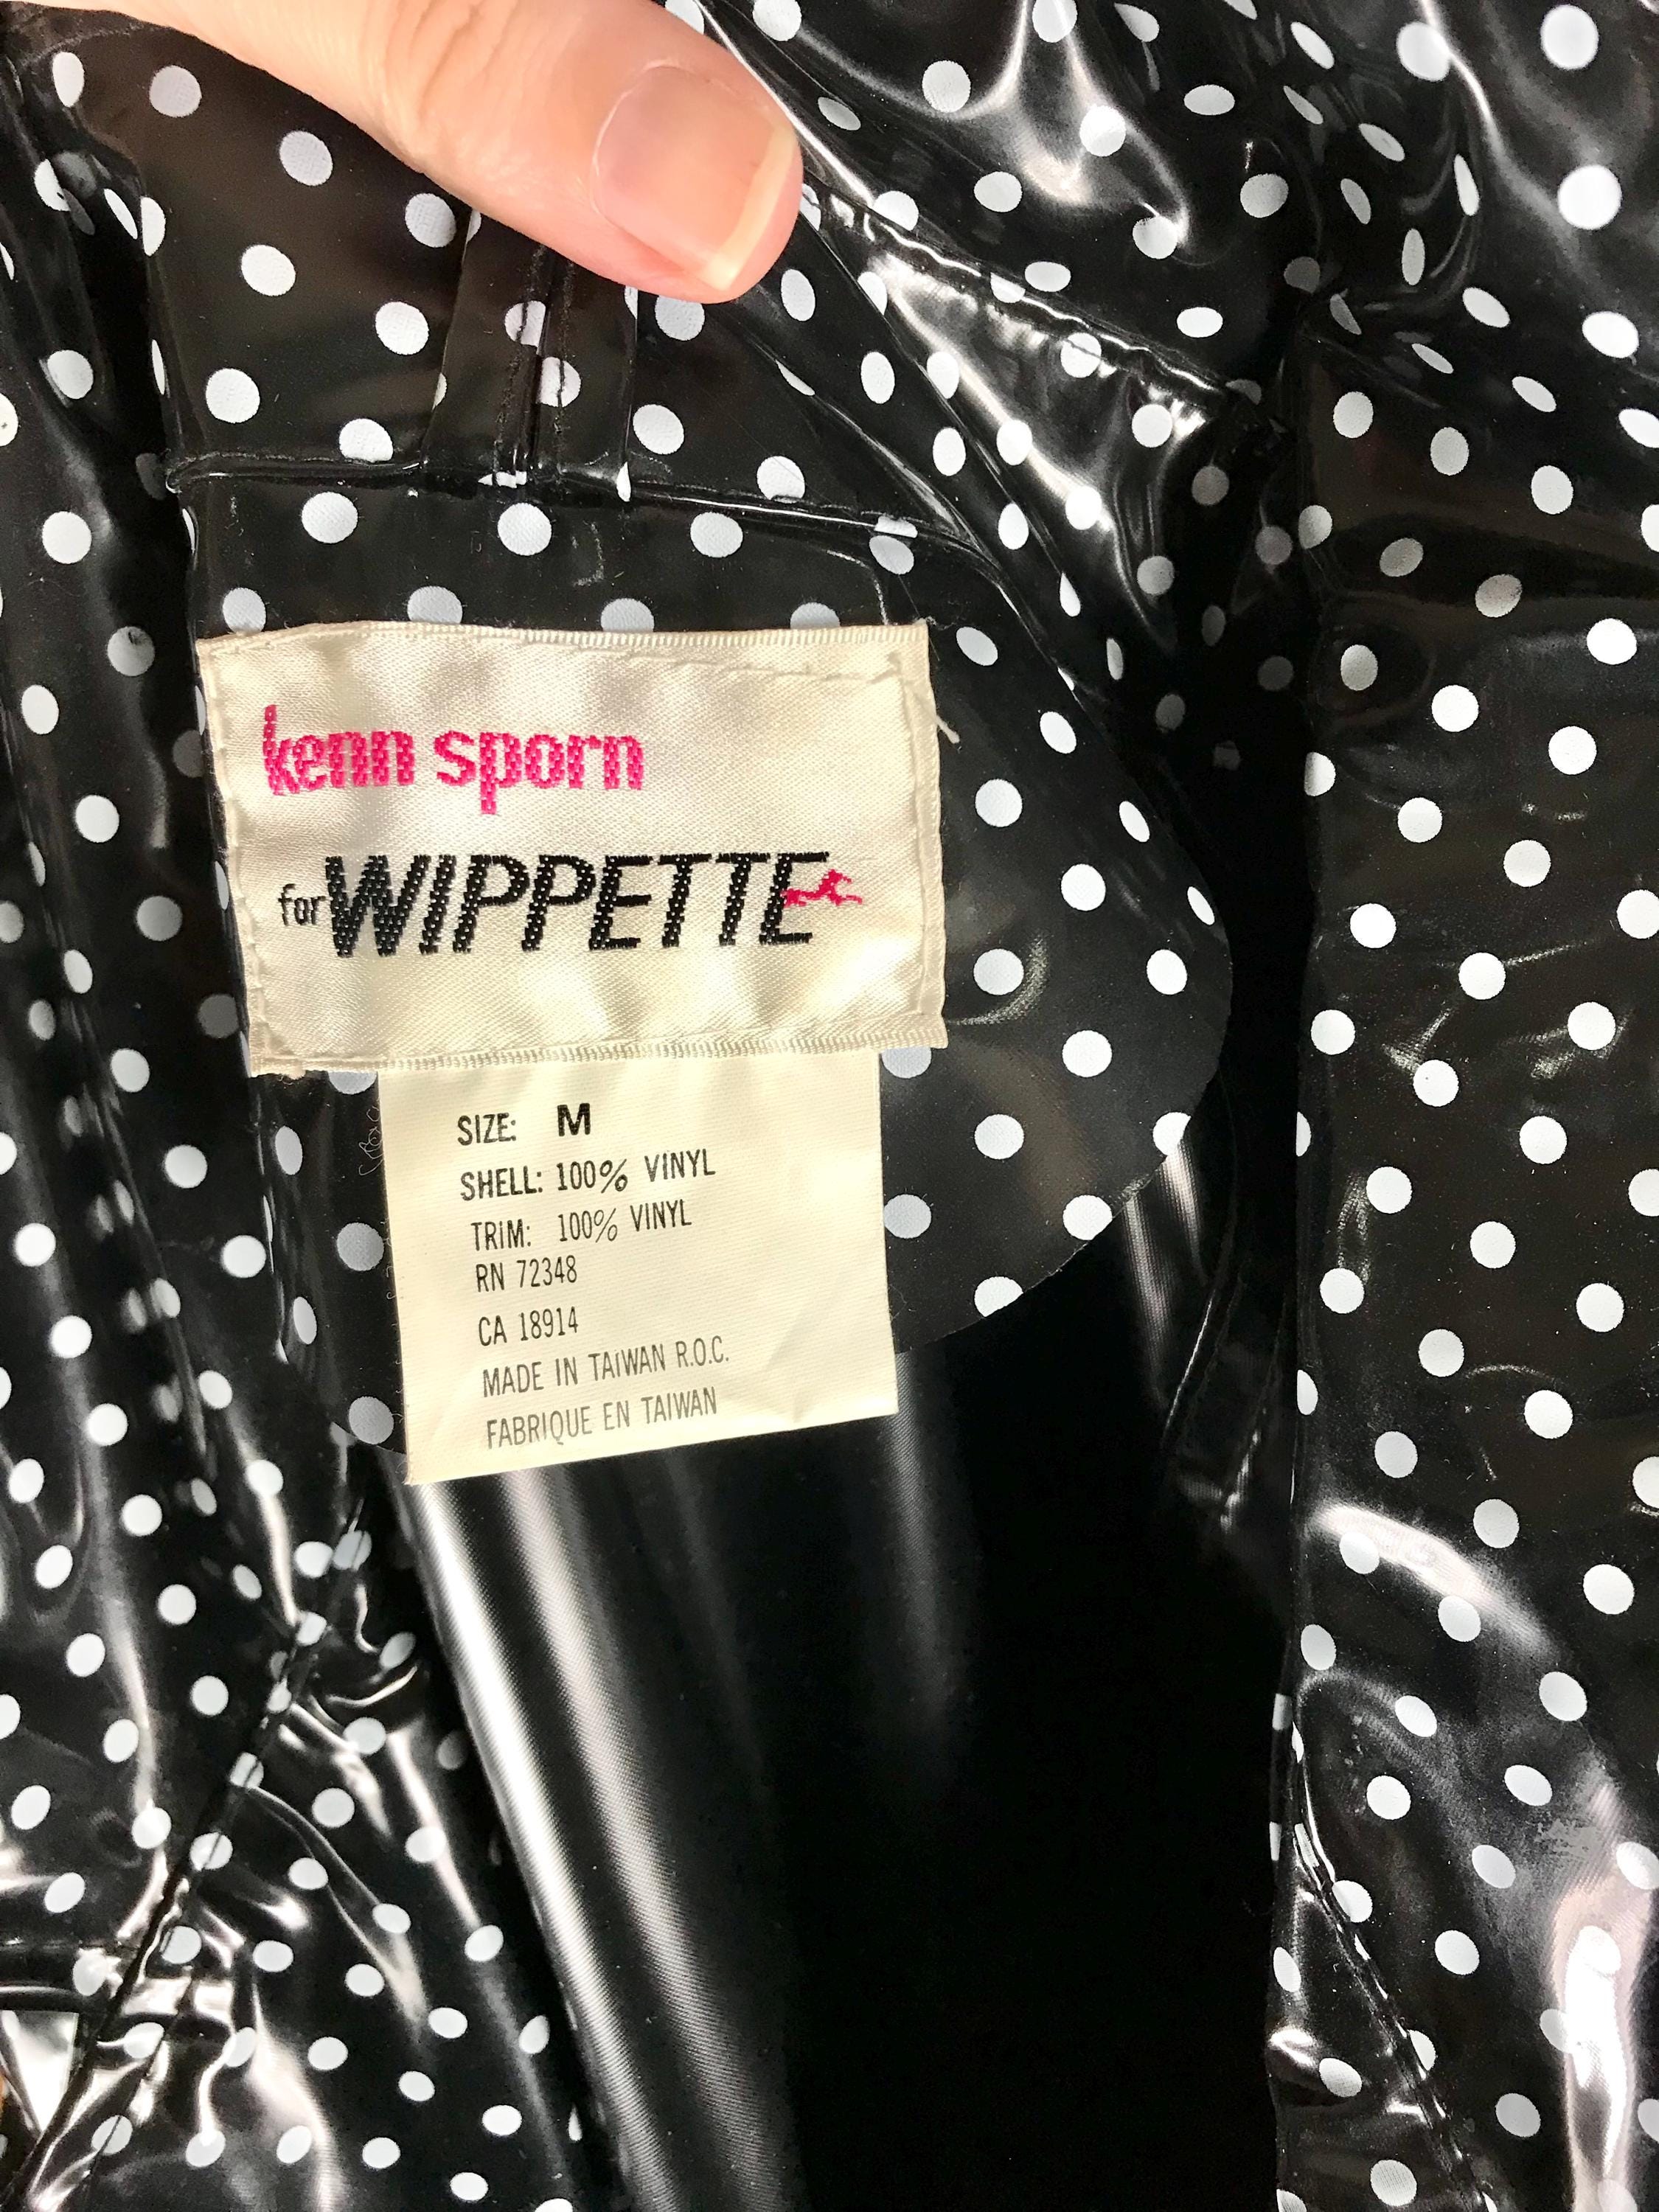 kenn sporn
for WIPPETTE
SIZE: M
SHELL: 100% VINYL
TRIM: 100% VINYL
RN 72348
CA 18914
MADE IN TAIWAN R.O.C.
FABRIQUE EN TAIWAN